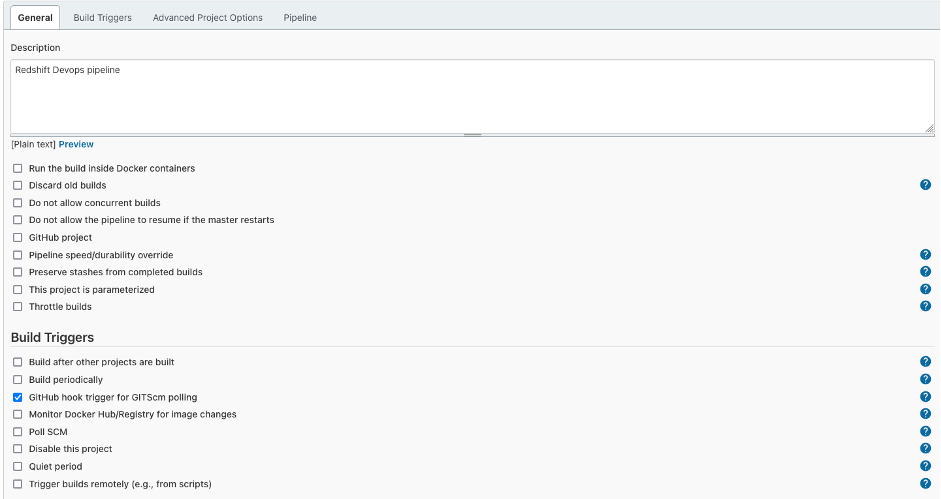 General Build Triggers Advanced Project Options Pipeline
Description
Redshift Devops pipeline
[Plain text] Preview
Run the build inside Docker containers
Discard old builds ?
Do not allow concurrent builds
Do not allow the pipeline to resume if the master restarts
GitHub project
Pipeline speed/durability override ?
Preserve stashes from completed builds ?
This project is parameterized ?
Throttle builds ?
Build Triggers
Build after other projects are built ?
Build periodically ?
GitHub hook trigger for GITScm polling ?
Monitor Docker Hub/Registry for image changes ?
Poll SCM ?
Disable this project ?
Quiet period ?
Trigger builds remotely (e.g., from scripts) ?